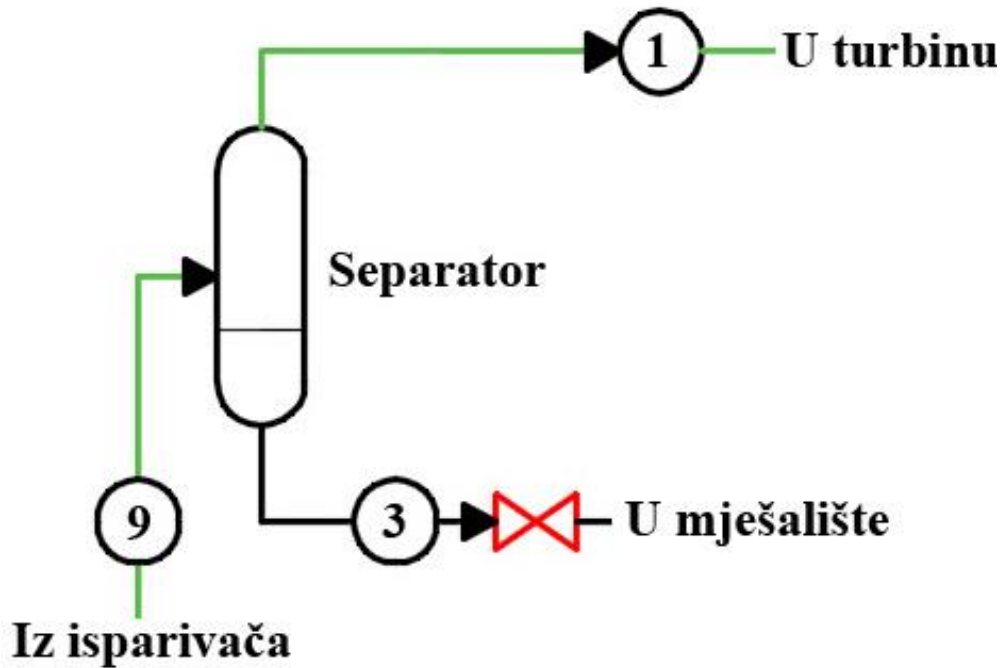 1
U turbinu
Separator
9
3
U mješalište
Iz isparivača